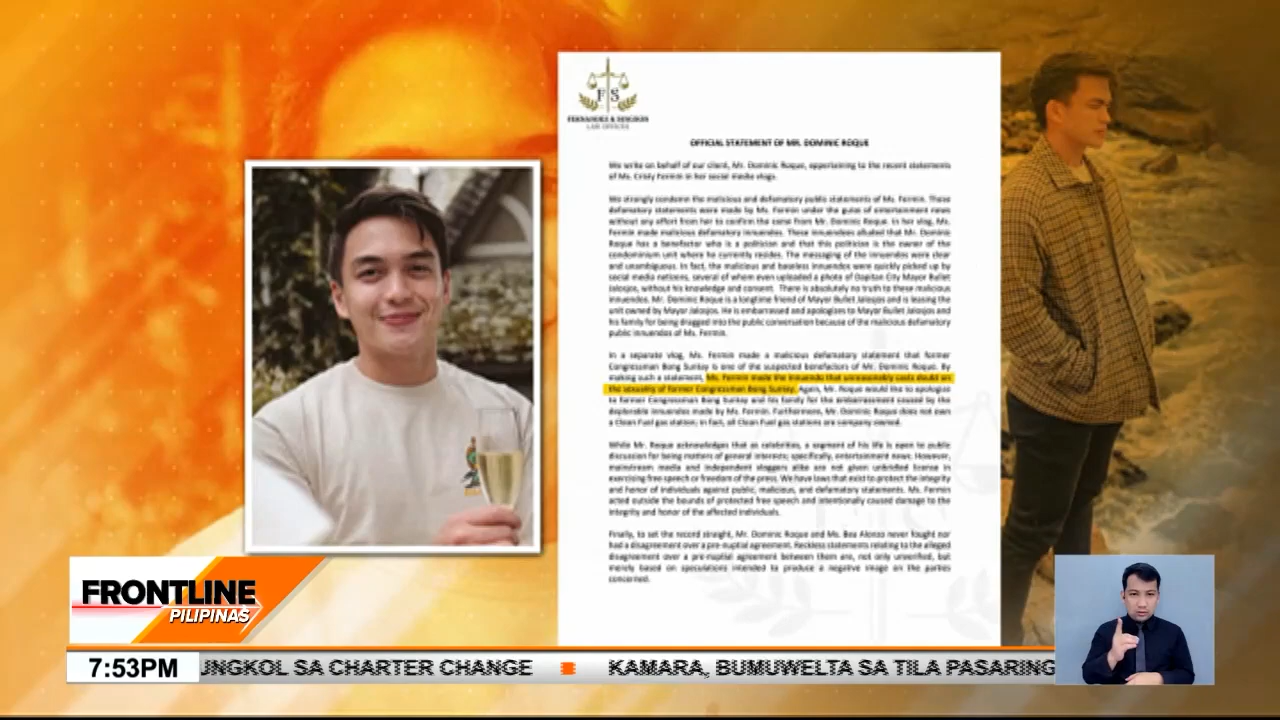 F S
FERNANDEZ & SINGSON
LAW OFFICES
OFFICIAL STATEMENT OF MR. DOMINIC ROQUE
We write on behalf of our client, Mr. Dominic Roque, appertaining to the recent statements
of Ms. Cristy Fermin in her social media vlogs.
We strongly condemn the malicious and defamatory public statements of Ms. Fermin. These
defamatory statements were made by Ms. Fermin under the guise of entertainment news
without any effort from her to confirm the same from Mr. Dominic Roque. In her vlog, Ms.
Fermin made malicious defamatory innuendos. These innuendoes alluded that Mr. Dominic
Roque has a benefactor who is a politician and that this politician is the owner of the
condominium unit where he currently resides. The messaging of the innuendos were clear
and unambiguous. In fact, the malicious and baseless innuendos were quickly picked up by
social media netizens, several of whom even uploaded a photo of Dapitan City Mayor Bullet
Jalosjos, without his knowledge and consent. There is absolutely no truth to these malicious
innuendos. Mr. Dominic Roque is a longtime friend of Mayor Bullet Jalosjos and is leasing the
unit owned by Mayor Jalosjos. He is embarrassed and apologizes to Mayor Bullet Jalosjos and
his family for being dragged into the public conversation because of the malicious defamatory
public innuendos of Ms. Fermin.
In a separate vlog, Ms. Fermin made a malicious defamatory statement that former
Congressman Bong Suntay is one of the suspected benefactors of Mr. Dominic Roque. By
making such a statement, Ms. Fermin made the innuendo that unreasonably casts doubt on
the sexuality of former Congressman Bong Suntay. Again, Mr. Roque would like to apologize
to former Congressman Bong Suntay and his family for the embarrassment caused by the
deplorable innuendos made by Ms. Fermin. Furthermore, Mr. Dominic Roque does not own
a Clean Fuel gas station; in fact, all Clean Fuel gas stations are company owned.
While Mr. Roque acknowledges that as celebrities, a segment of his life is open to public
discussion for being matters of general interests; specifically, entertainment news. However,
mainstream media and independent vloggers alike are not given unbridled license in
exercising free speech or freedom of the press. We have laws that exist to protect the integrity
and honor of individuals against public, malicious, and defamatory statements. Ms. Fermin
acted outside the bounds of protected free speech and intentionally caused damage to the
integrity and honor of the affected individuals.
Finally, to set the record straight, Mr. Dominic Roque and Ms. Bea Alonzo never fought nor
had a disagreement over a pre-nuptial agreement. Reckless statements relating to the alleged
disagreement over a pre-nuptial agreement between them are, not only unverified, but
merely based on speculations intended to produce a negative image on the parties
concerned.
FRONTLINE
PILIPINAS
7:53PM
UNGKOL SA CHARTER CHANGE
KAMARA, BUMUWELTA SA TILA PASARING